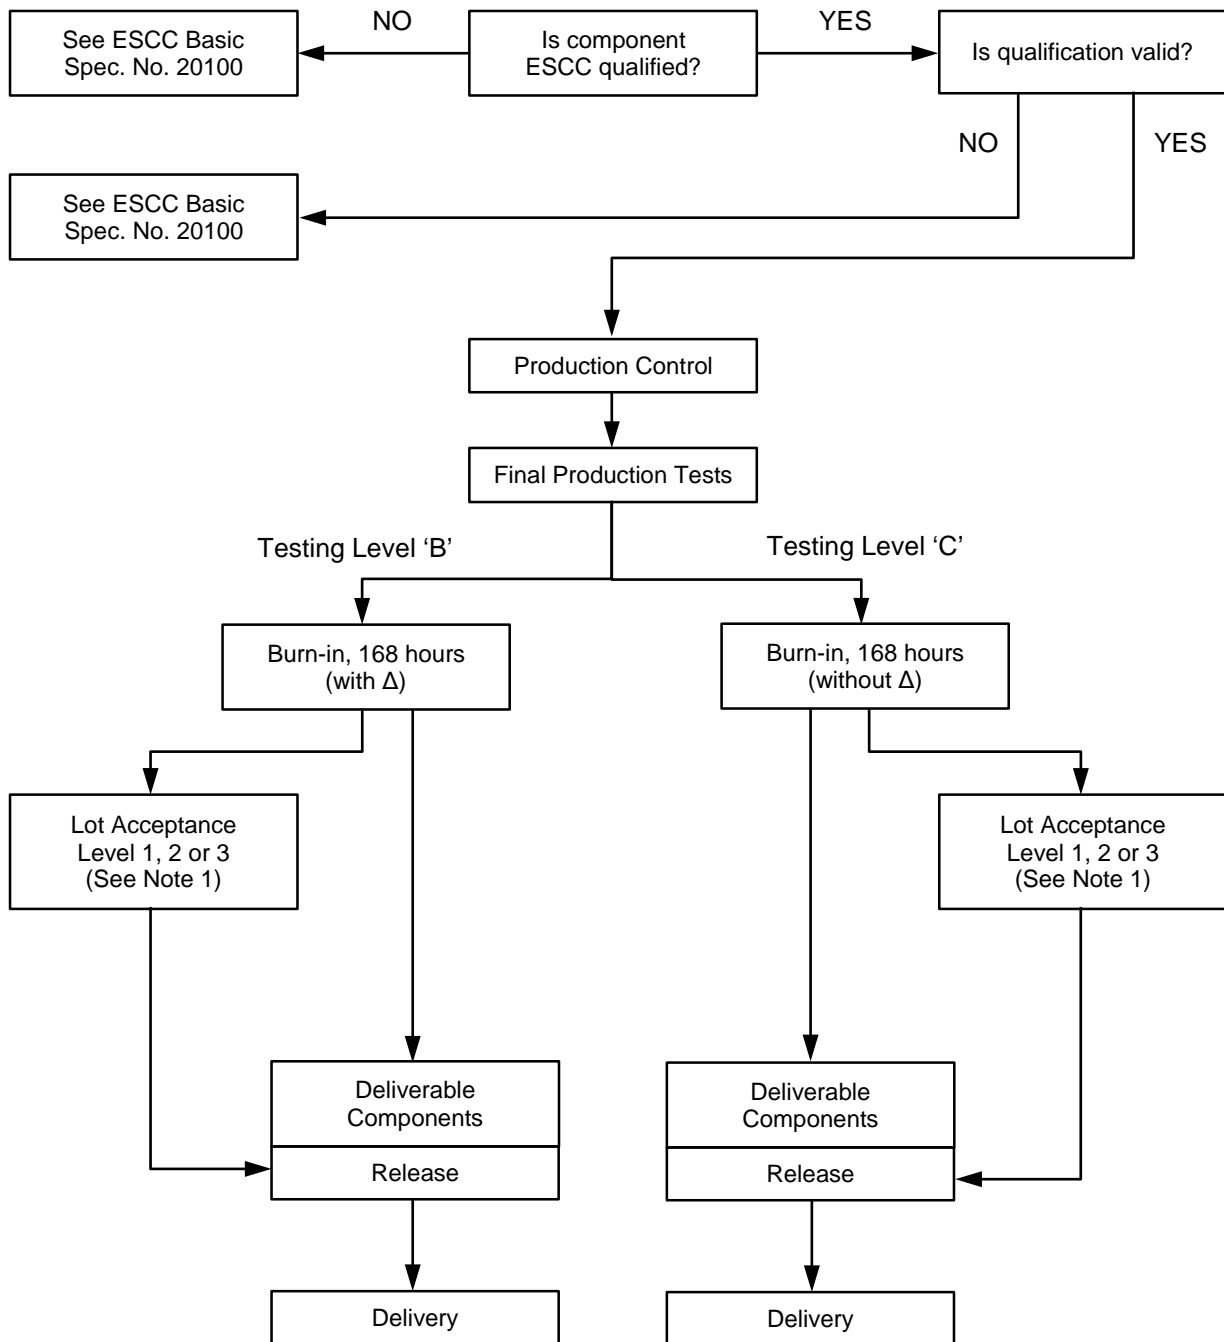 NO
YES
See ESCC Basic
Spec. No. 20100
Is component
ESCC qualified?
Is qualification valid?
NO
YES
See ESCC Basic
Spec. No. 20100
Production Control
Final Production Tests
Testing Level ‘B’
Testing Level ‘C’
Burn-in, 168 hours
(with Δ)
Burn-in, 168 hours
(without Δ)
Lot Acceptance
Level 1, 2 or 3
(See Note 1)
Lot Acceptance
Level 1, 2 or 3
(See Note 1)
Deliverable
Components
Release
Deliverable
Components
Release
Delivery
Delivery